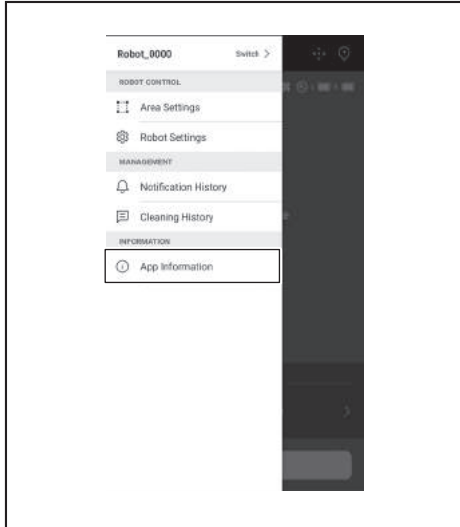 Robot_0000 Switch >
ROBOT CONTROL
Area Settings
Robot Settings
MANAGEMENT
Notification History
Cleaning History
INFORMATION
App Information